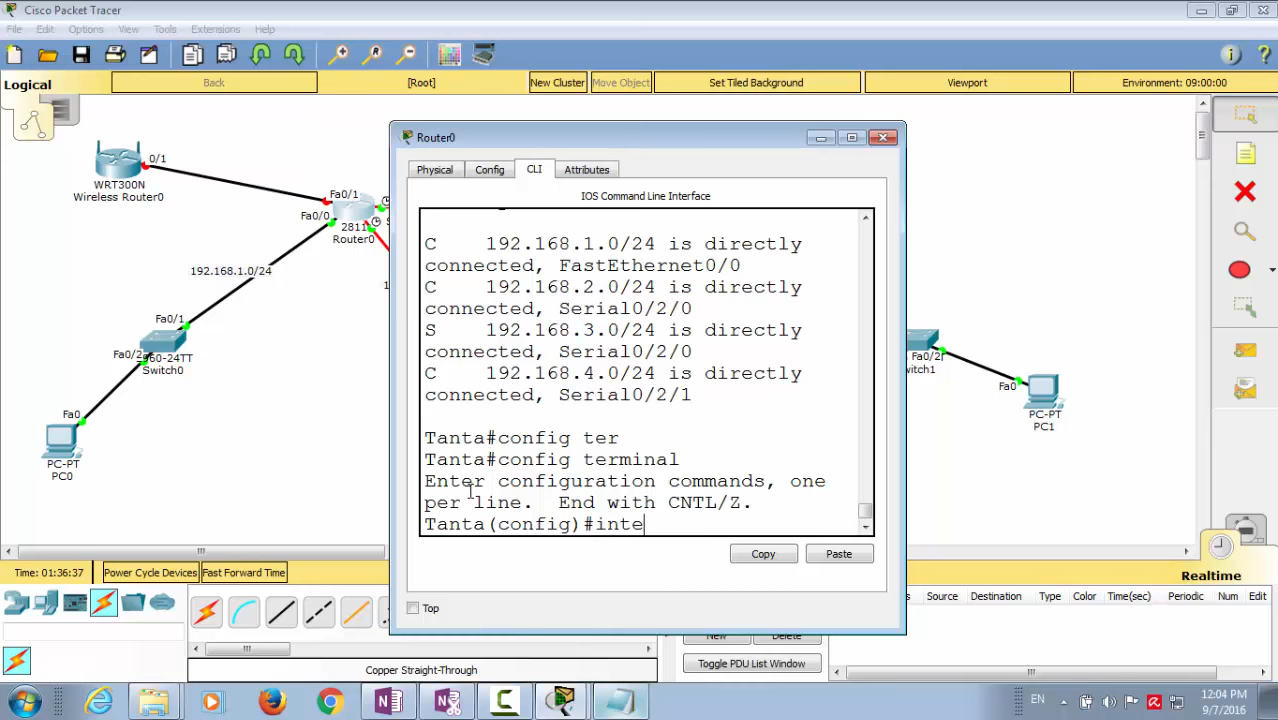 Cisco Packet Tracer
File Edit Options View Tools Extensions Help
Logical Back [Root] New Cluster Move Object Set Tiled Background Viewport Environment: 09:00:00
0/1
WRT300N
Wireless Router0
Fa0/1
Fa0/0
2811
Router0
192.168.1.0/24
Fa0/1
Fa0/2
2960-24TT
Switch0
Fa0
PC-PT
PC0
Router0
Physical Config CLI Attributes
IOS Command Line Interface
C 192.168.1.0/24 is directly
connected, FastEthernet0/0
C 192.168.2.0/24 is directly
connected, Serial0/2/0
S 192.168.3.0/24 is directly
connected, Serial0/2/0
C 192.168.4.0/24 is directly
connected, Serial0/2/1
Tanta#config ter
Tanta#config terminal
Enter configuration commands, one
per line. End with CNTL/Z.
Tanta(config)#inte
Copy Paste
Top
Fa0/2
witch1
Fa0
PC-PT
PC1
Time: 01:36:37 Power Cycle Devices Fast Forward Time Realtime
Source Destination Type Color Time(sec) Periodic Num Edit
New Delete
Toggle PDU List Window
Copper Straight-Through
EN
12:04 PM
9/7/2016